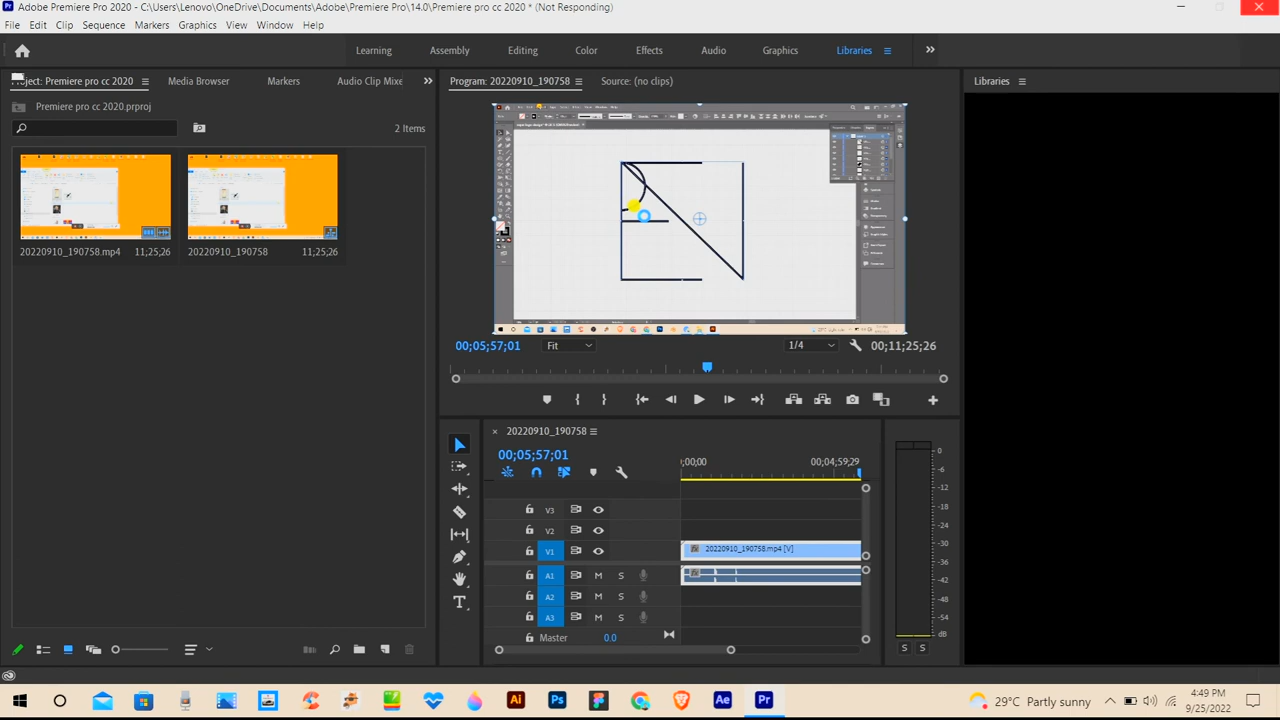 Adobe Premiere Pro 2020 - C:\Users\Lenovo\OneDrive\Documents\Adobe\Premiere Pro\14.0\Premiere pro cc 2020 * (Not Responding)
File Edit Clip Sequence Markers Graphics View Window Help
Learning Assembly Editing Color Effects Audio Graphics Libraries
Project: Premiere pro cc 2020 Media Browser Markers Audio Clip Mixe
Program: 20220910_190758 Source: (no clips)
Libraries
Premiere pro cc 2020.prproj
2 Items
20220910_190758.mp4 11;25;26
20220910_190758 11;25;26
00;05;57;01 Fit 1/4 00;11;25;26
20220910_190758
00;05;57;01
;00;00 00;04;59;29
V3
V2
V1 20220910_190758.mp4 [V]
A1 M S
A2 M S
A3 M S
Master 0.0
0
-6
-12
-18
-24
-30
-36
-42
-48
-54
dB
S S
29°C Partly sunny
4:49 PM
9/25/2022